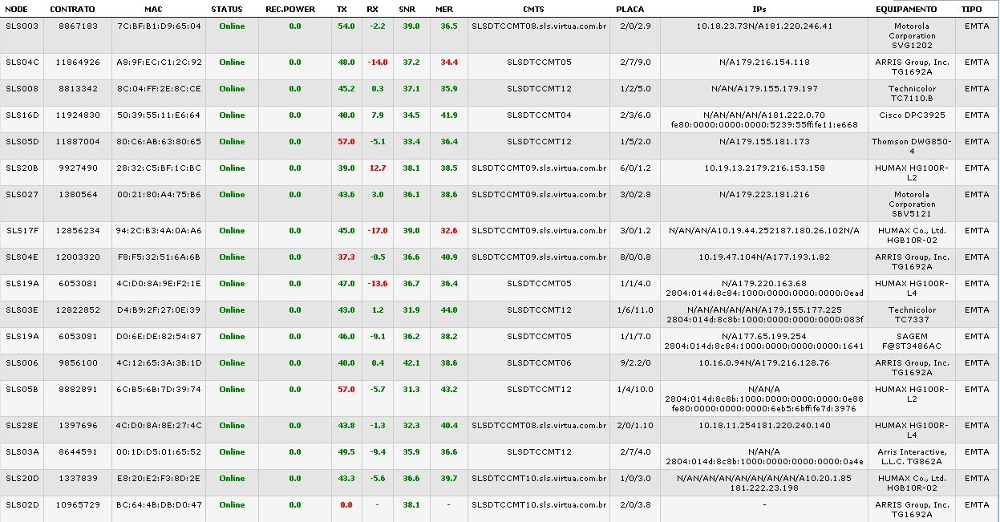 NODE CONTRATO MAC STATUS REC.POWER TX RX SNR MER CMTS PLACA IPs EQUIPAMENTO TIPO
SLS003 8867183 7C:BF:B1:D9:65:04 Online 0.0 54.0 -2.2 39.0 36.5 SLSDTCCMT08.sls.virtua.com.br 2/0/2.9 10.18.23.73N/A181.220.246.41 Motorola EMTA
Corporation
SVG1202
SLS04C 11864926 A8:9F:EC:C1:2C:92 Online 0.0 48.0 -14.0 37.2 34.4 SLSDTCCMT05 2/7/9.0 N/A179.216.154.118 ARRIS Group, Inc. EMTA
TG1692A
SLS008 8813342 8C:04:FF:2E:8C:CE Online 0.0 45.2 0.3 37.1 35.9 SLSDTCCMT12 1/2/5.0 N/AN/A179.155.179.197 Technicolor EMTA
TC7110.B
SLS16D 11924830 50:39:55:11:E6:64 Online 0.0 40.0 7.9 34.5 41.9 SLSDTCCMT04 2/3/6.0 N/AN/AN/AN/A181.222.0.70 Cisco DPC3925 EMTA
fe80:0000:0000:0000:5239:55ff:fe11:e668
SLS05D 11887004 80:C6:AB:63:80:65 Online 0.0 57.0 -5.1 33.4 36.4 SLSDTCCMT12 1/5/2.0 N/A179.155.181.173 Thomson DWG850- EMTA
4
SLS20B 9927490 28:32:C5:BF:1C:BC Online 0.0 39.0 12.7 38.1 38.5 SLSDTCCMT09.sls.virtua.com.br 6/0/1.2 10.19.13.2179.216.153.158 HUMAX HG100R- EMTA
L2
SLS027 1380564 00:21:80:A4:75:B6 Online 0.0 43.6 3.0 36.1 38.6 SLSDTCCMT09.sls.virtua.com.br 3/0/2.8 N/A179.223.181.216 Motorola EMTA
Corporation
SBV5121
SLS17F 12856234 94:2C:B3:4A:0A:A6 Online 0.0 45.0 -17.0 39.0 32.6 SLSDTCCMT09.sls.virtua.com.br 3/0/1.2 N/AN/AN/A10.19.44.252187.180.26.102N/A HUMAX Co., Ltd. EMTA
HGB10R-02
SLS04E 12003320 F8:F5:32:51:6A:6B Online 0.0 37.3 -0.5 36.6 40.9 SLSDTCCMT09.sls.virtua.com.br 8/0/0.8 10.19.47.104N/A177.193.1.82 ARRIS Group, Inc. EMTA
TG1692A
SLS19A 6053081 4C:D0:8A:9E:F2:1E Online 0.0 47.0 -13.6 36.7 36.4 SLSDTCCMT05 1/1/4.0 N/A179.220.163.68 HUMAX HG100R- EMTA
2804:014d:8c84:1000:0000:0000:0000:0ead L4
SLS03E 12822852 D4:B9:2F:27:0E:39 Online 0.0 43.0 1.2 31.9 44.0 SLSDTCCMT12 1/6/11.0 N/AN/AN/AN/AN/A179.155.177.225 Technicolor EMTA
2804:014d:8c8b:1000:0000:0000:0000:083f TC7337
SLS19A 6053081 D0:6E:DE:82:54:87 Online 0.0 46.0 -9.1 36.2 38.2 SLSDTCCMT05 1/1/7.0 N/A177.65.199.254 SAGEM EMTA
2804:014d:8c84:1000:0000:0000:0000:1641 F@ST3486AC
SLS006 9856100 4C:12:65:3A:3B:1D Online 0.0 40.0 0.4 42.1 38.6 SLSDTCCMT06 9/2.2/0 10.16.0.94N/A179.216.128.76 ARRIS Group, Inc. EMTA
TG1692A
SLS05B 8882891 6C:B5:6B:7D:39:74 Online 0.0 57.0 -5.7 31.3 43.2 SLSDTCCMT12 1/4/10.0 N/AN/A HUMAX HG100R- EMTA
2804:014d:8c8b:1000:0000:0000:0000:0e88 L2
fe80:0000:0000:0000:6eb5:6bff:fe7d:3976
SLS28E 1397696 4C:D0:8A:8E:27:4C Online 0.0 43.8 -1.3 32.3 40.4 SLSDTCCMT08.sls.virtua.com.br 2/0/1.10 10.18.11.254181.220.240.140 HUMAX HG100R- EMTA
L4
SLS03A 8644591 00:1D:D5:01:65:52 Online 0.0 49.5 -9.4 35.9 36.6 SLSDTCCMT12 2/7/4.0 N/AN/A Arris Interactive, EMTA
2804:014d:8c8b:1000:0000:0000:0000:0a4e L.L.C. TG862A
SLS20D 1337839 E8:20:E2:F3:8D:2E Online 0.0 43.3 -5.6 36.6 39.7 SLSDTCCMT10.sls.virtua.com.br 1/0/3.0 N/AN/AN/AN/AN/AN/AN/A10.20.1.85 HUMAX Co., Ltd. EMTA
181.222.23.198 HGB10R-02
SLS02D 10965729 BC:64:4B:DB:D0:47 Online 0.0 0.0 - 38.1 - SLSDTCCMT10.sls.virtua.com.br 2/0/3.8 - ARRIS Group, Inc. EMTA
TG1692A